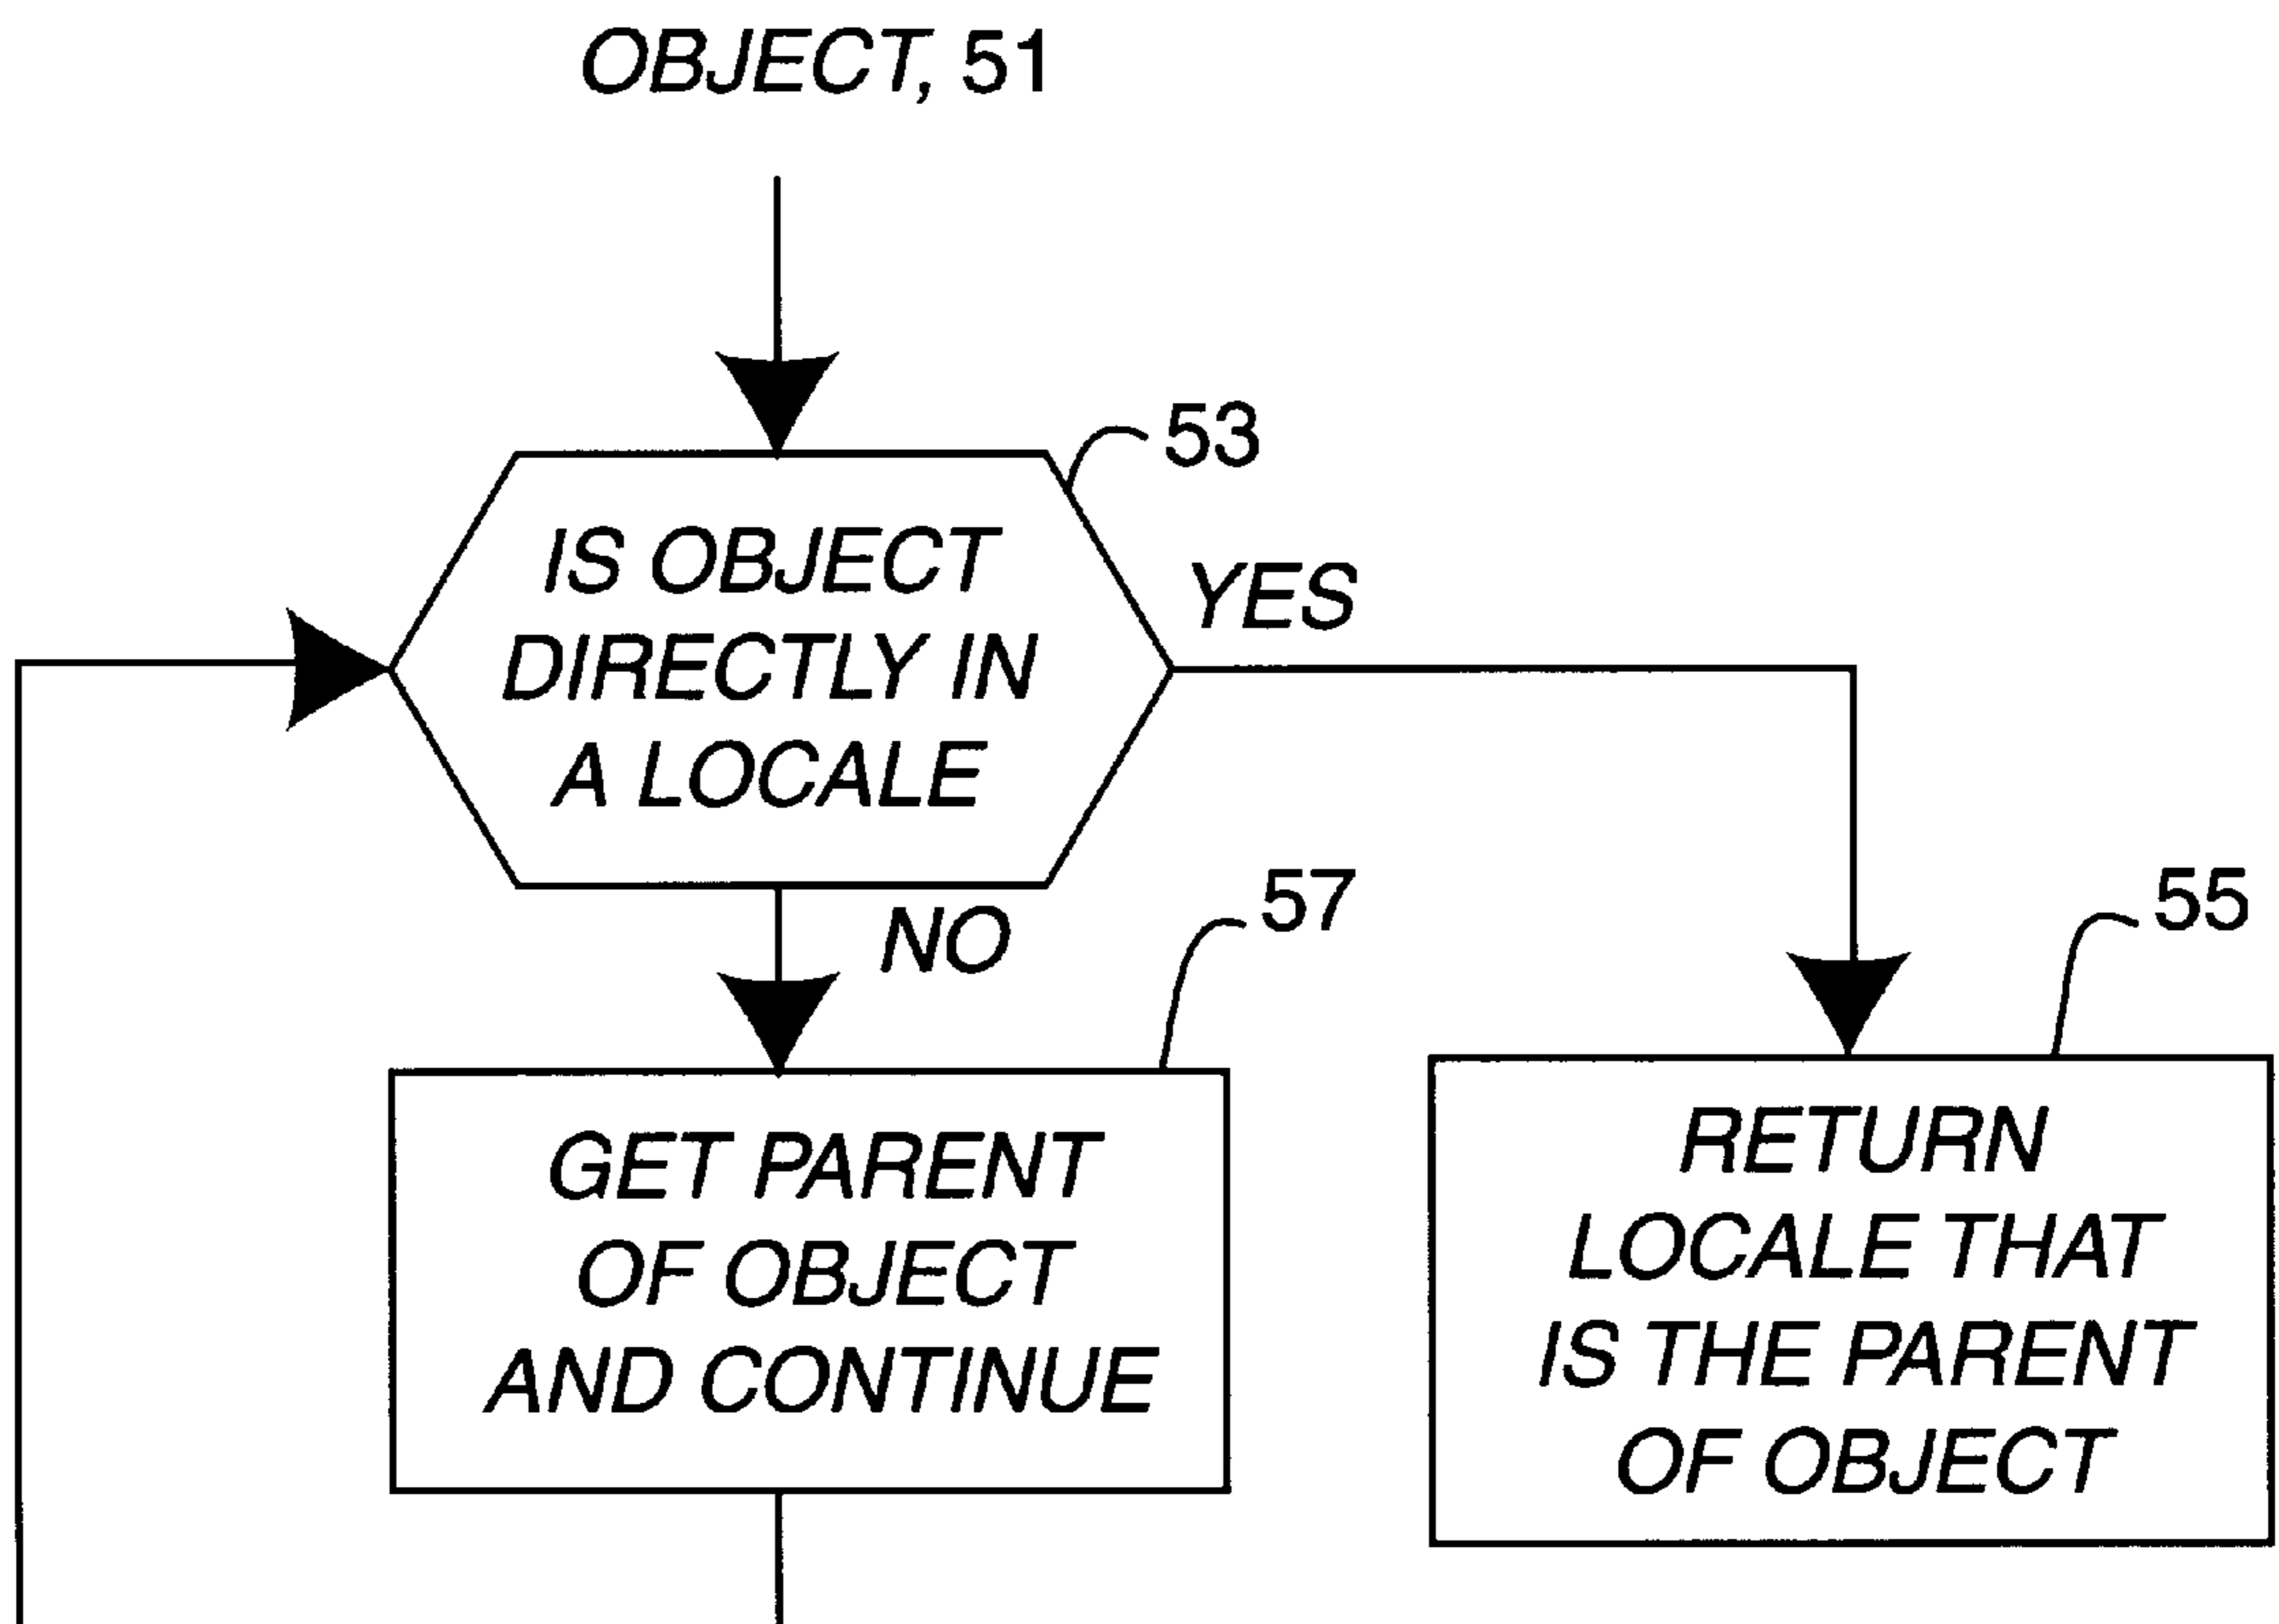 OBJECT, 51
53
IS OBJECT
DIRECTLY IN
A LOCALE
YES
NO
57
55
GET PARENT
OF OBJECT
AND CONTINUE
RETURN
LOCALE THAT
IS THE PARENT
OF OBJECT